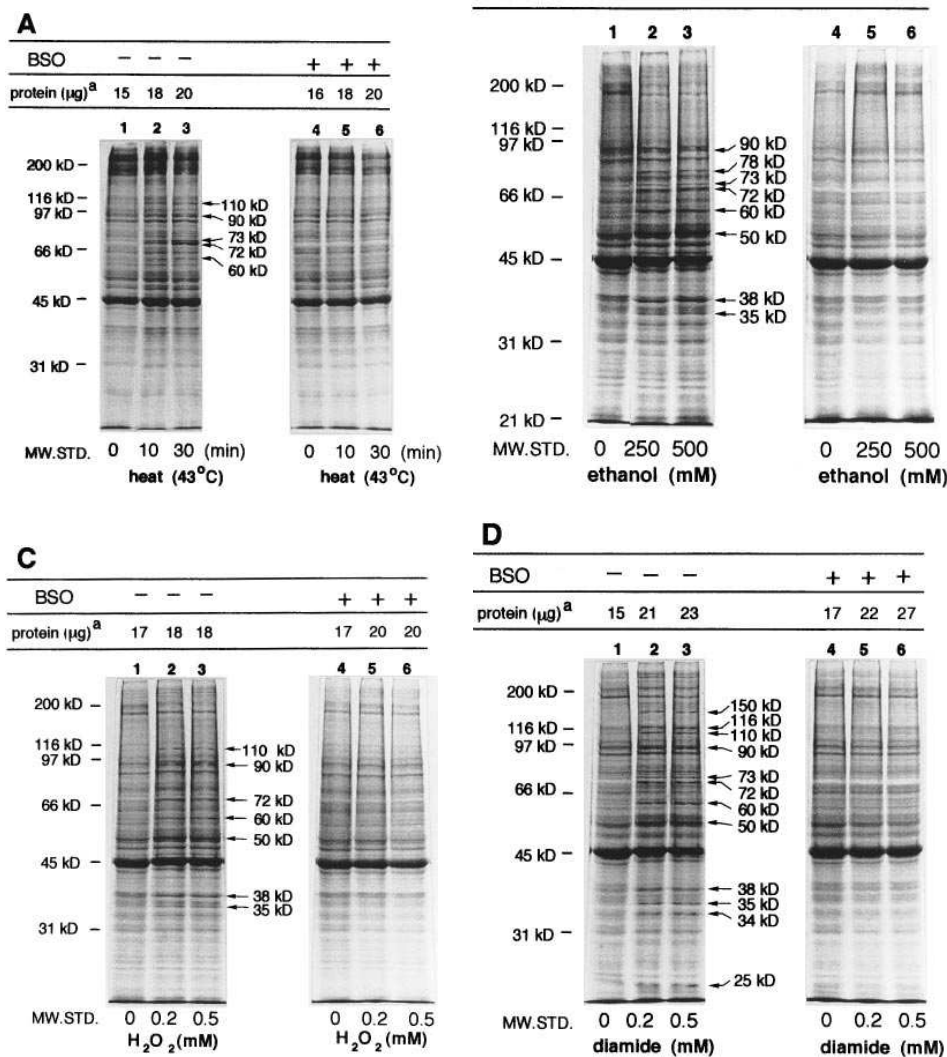 A
BSO − − − + + +
protein (μg)a 15 18 20 16 18 20
1 2 3 4 5 6
200 kD
116 kD
97 kD
66 kD
45 kD
31 kD
110 kD
90 kD
73 kD
72 kD
60 kD
MW.STD. 0 10 30 (min) 0 10 30 (min)
heat (43°C) heat (43°C)
1 2 3 4 5 6
200 kD
116 kD
97 kD
66 kD
45 kD
31 kD
21 kD
90 kD
78 kD
73 kD
72 kD
60 kD
50 kD
38 kD
35 kD
MW.STD. 0 250 500 0 250 500
ethanol (mM) ethanol (mM)
C
BSO − − − + + +
protein (μg)a 17 18 18 17 20 20
1 2 3 4 5 6
200 kD
116 kD
97 kD
66 kD
45 kD
31 kD
110 kD
90 kD
72 kD
60 kD
50 kD
38 kD
35 kD
MW.STD. 0 0.2 0.5 0 0.2 0.5
H2O2 (mM) H2O2 (mM)
D
BSO − − − + + +
protein (μg)a 15 21 23 17 22 27
1 2 3 4 5 6
200 kD
116 kD
97 kD
66 kD
45 kD
31 kD
150 kD
116 kD
110 kD
90 kD
73 kD
72 kD
60 kD
50 kD
38 kD
35 kD
34 kD
25 kD
MW.STD. 0 0.2 0.5 0 0.2 0.5
diamide (mM) diamide (mM)